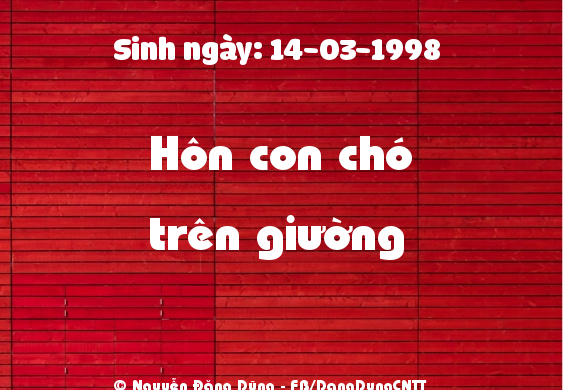 Sinh ngày: 14-03-1998
Hôn con chó
trên giường
© Nguyễn Đăng Dũng - FB/DangDungCNTT